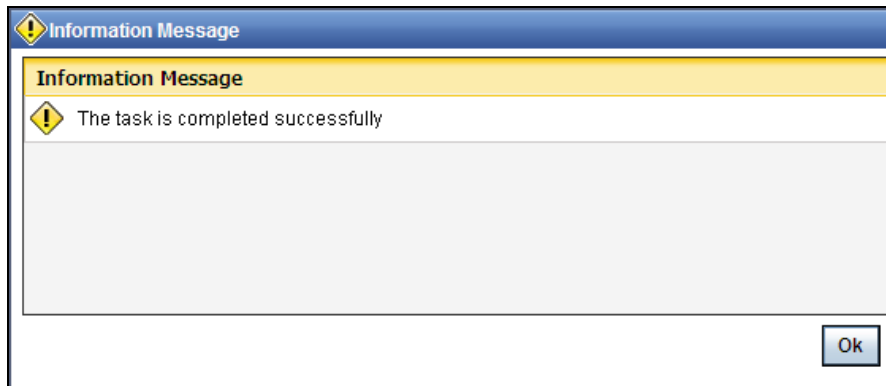 Information Message
Information Message
The task is completed successfully
Ok